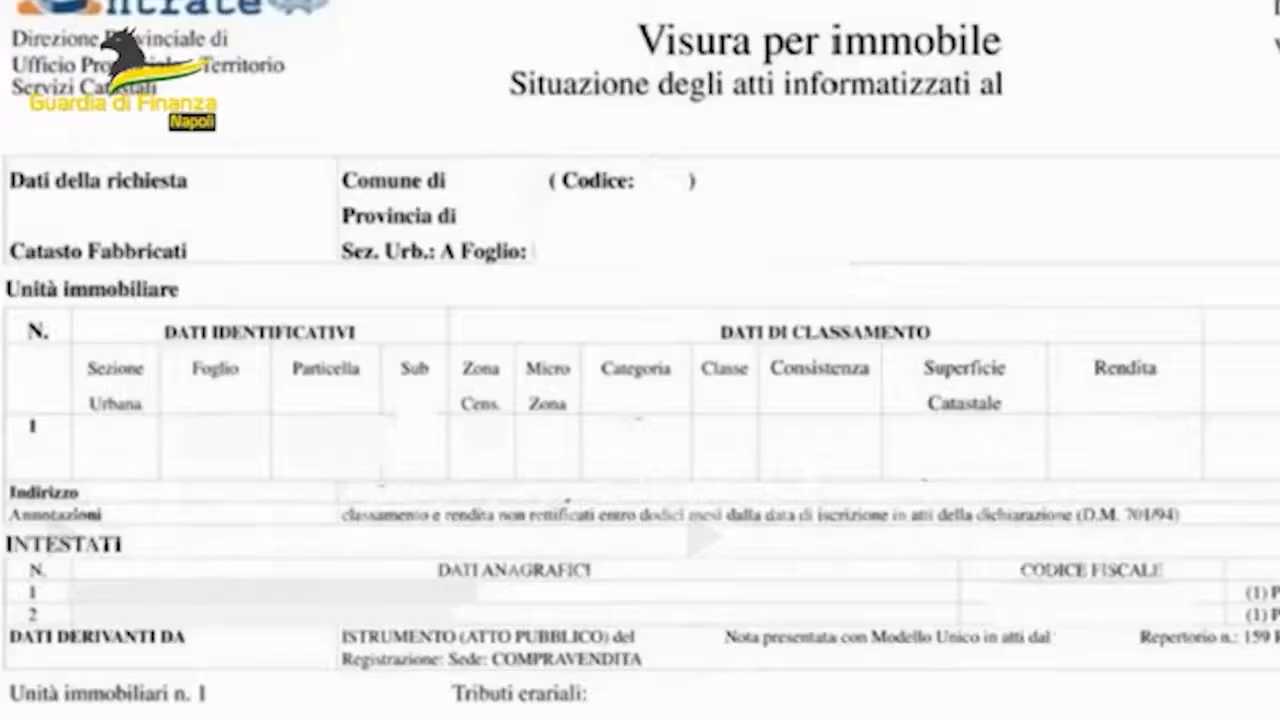 ntrate
Direzione Provinciale di
Ufficio Provinciale - Territorio
Servizi Catastali
Guardia di Finanza
Napoli
Visura per immobile
Situazione degli atti informatizzati al
Dati della richiesta
Comune di ( Codice: )
Provincia di
Catasto Fabbricati
Sez. Urb.: A Foglio:
Unità immobiliare
N. DATI IDENTIFICATIVI DATI DI CLASSAMENTO
Sezione Foglio Particella Sub Zona Micro Categoria Classe Consistenza Superficie Rendita
Urbana Cens. Zona Catastale
1
Indirizzo
Annotazioni classamento e rendita non rettificati entro dodici mesi dalla data di iscrizione in atti della dichiarazione (D.M. 701/94)
INTESTATI
N. DATI ANAGRAFICI CODICE FISCALE
1 (1) P
2 (1) P
DATI DERIVANTI DA ISTRUMENTO (ATTO PUBBLICO) del Nota presentata con Modello Unico in atti dal Repertorio n.: 159
Registrazione: Sede: COMPRAVENDITA
Unità immobiliari n. 1 Tributi erariali: